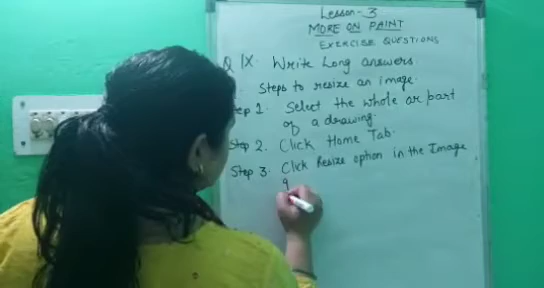 Lesson-3
MORE ON PAINT
EXERCISE QUESTIONS
Q IX. Write Long answers.
Steps to resize an image.
ep 1. Select the whole or part
of a drawing.
Step 2. Click Home Tab.
Step 3. Click Resize option in the Image
g